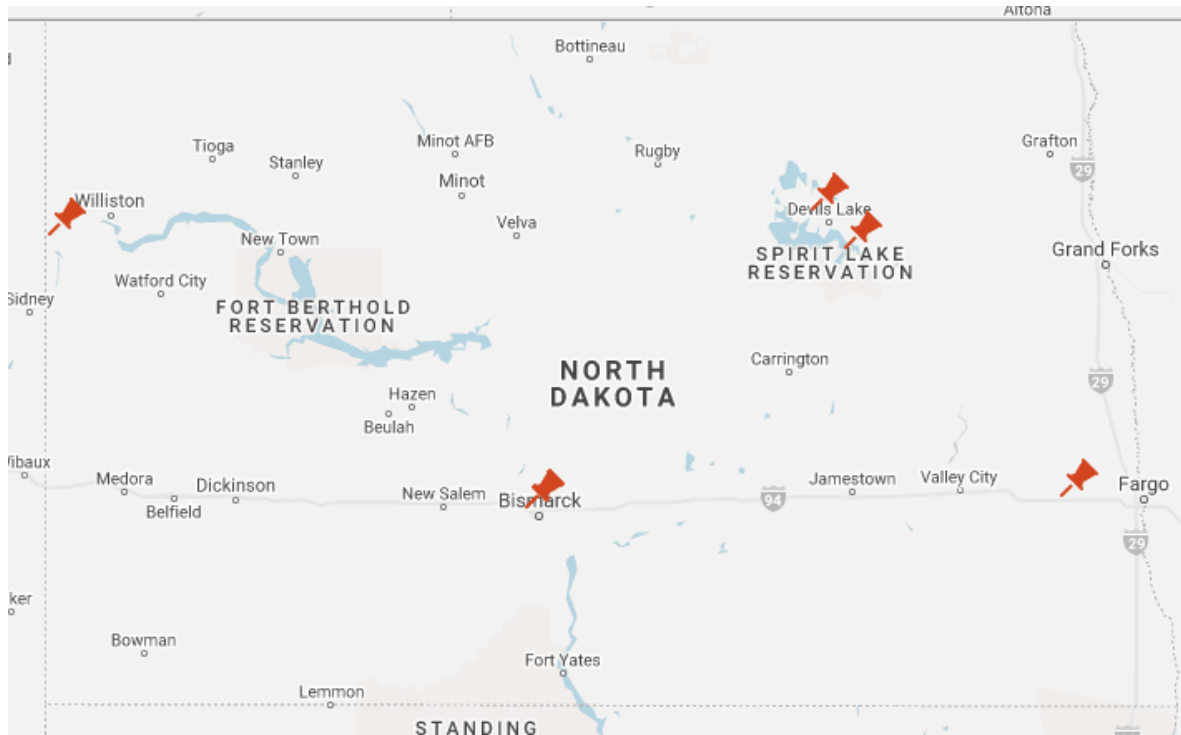 Altona
Bottineau
Tioga
Stanley
Minot AFB
Minot
Rugby
Grafton
29
Williston
Velva
Devils Lake
New Town
SPIRIT LAKE
RESERVATION
Grand Forks
Watford City
Sidney
FORT BERTHOLD
RESERVATION
NORTH
DAKOTA
Carrington
29
Hazen
Beulah
Medora
Belfield
Dickinson
New Salem
Bismarck
94
Jamestown
Valley City
Fargo
29
Bowman
Fort Yates
Lemmon
STANDING